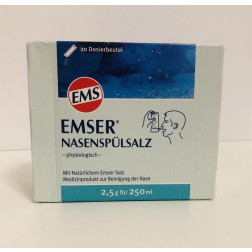 20 Dosierbeutel
EMS
EMSER®
NASENSPÜLSALZ
–physiologisch–
Mit Natürlichem Emser Salz
Medizinprodukt zur Reinigung der Nase
2,5 g für 250 ml